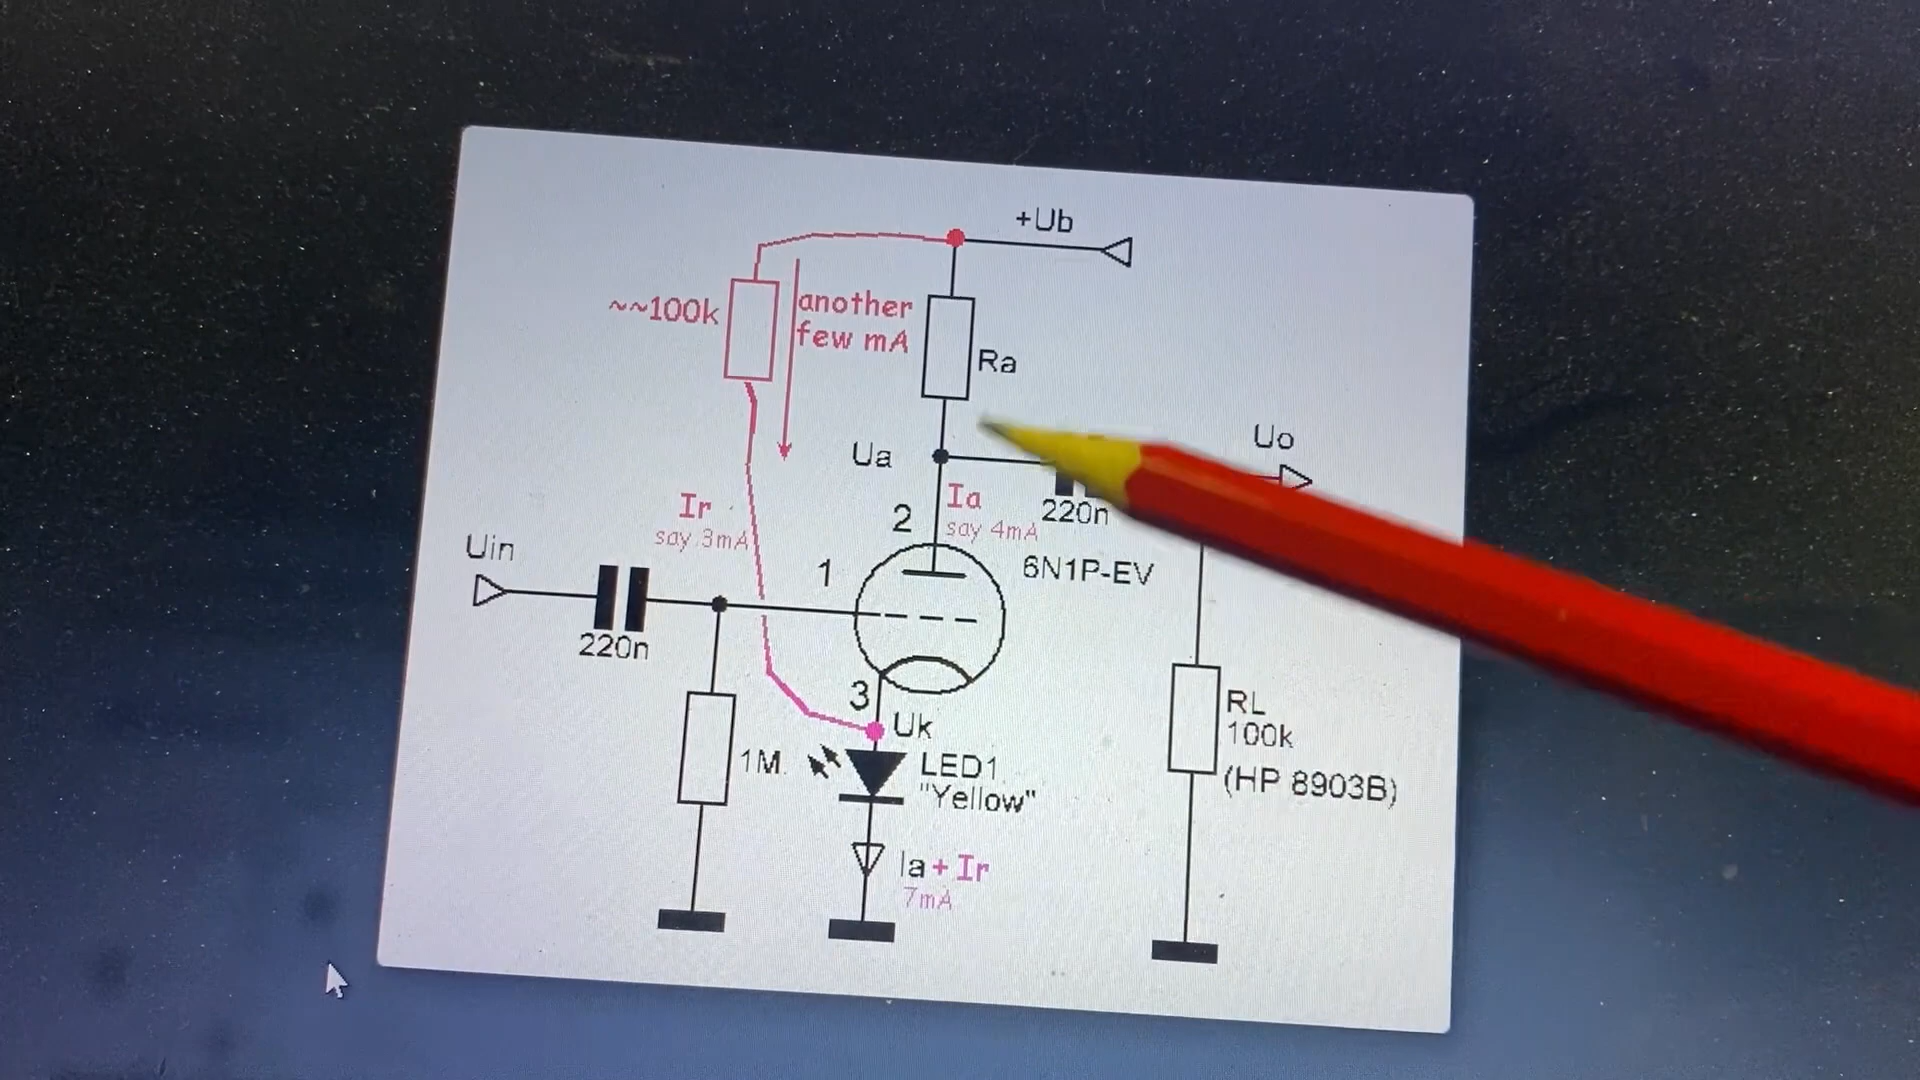 +Ub
~~100k
another
few mA
Ra
Ua
Uo
Ir
say 3mA
Ia
say 4mA
2
220n
Uin
1
6N1P-EV
220n
3
Uk
1M
LED1
"Yellow"
RL
100k
(HP 8903B)
Ia + Ir
7mA